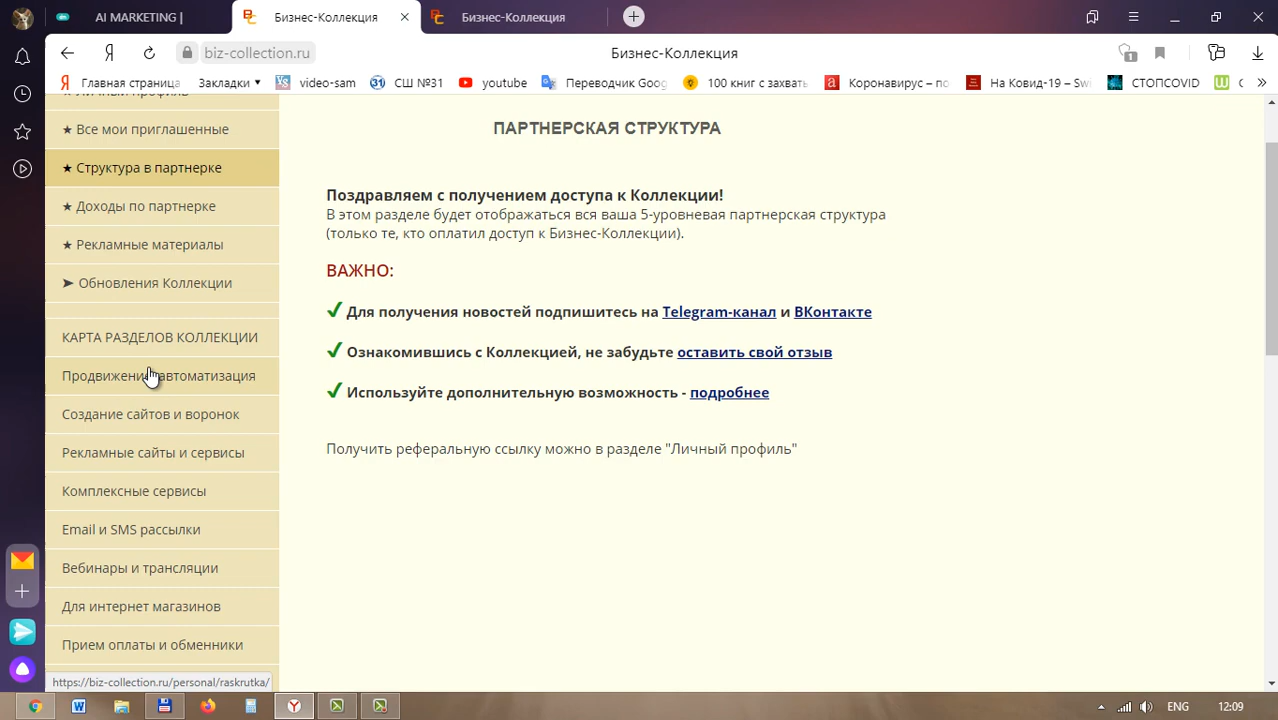 AI MARKETING |
Бизнес-Коллекция
Бизнес-Коллекция
biz-collection.ru
Бизнес-Коллекция
1
Главная страница
Закладки
video-sam
СШ №31
youtube
Переводчик Goog
100 книг с захвать
Коронавирус – по
На Ковид-19 – Sw
СТОПCOVID
★ Личный профиль
★ Все мои приглашенные
★ Структура в партнерке
★ Доходы по партнерке
★ Рекламные материалы
➤ Обновления Коллекции
КАРТА РАЗДЕЛОВ КОЛЛЕКЦИИ
Продвижение автоматизация
Создание сайтов и воронок
Рекламные сайты и сервисы
Комплексные сервисы
Email и SMS рассылки
Вебинары и трансляции
Для интернет магазинов
Прием оплаты и обменники
https://biz-collection.ru/personal/raskrutka/
ПАРТНЕРСКАЯ СТРУКТУРА
Поздравляем с получением доступа к Коллекции!
В этом разделе будет отображаться вся ваша 5-уровневая партнерская структура
(только те, кто оплатил доступ к Бизнес-Коллекции).
ВАЖНО:
✓ Для получения новостей подпишитесь на Telegram-канал и ВКонтакте
✓ Ознакомившись с Коллекцией, не забудьте оставить свой отзыв
✓ Используйте дополнительную возможность - подробнее
Получить реферальную ссылку можно в разделе "Личный профиль"
ENG
12:09